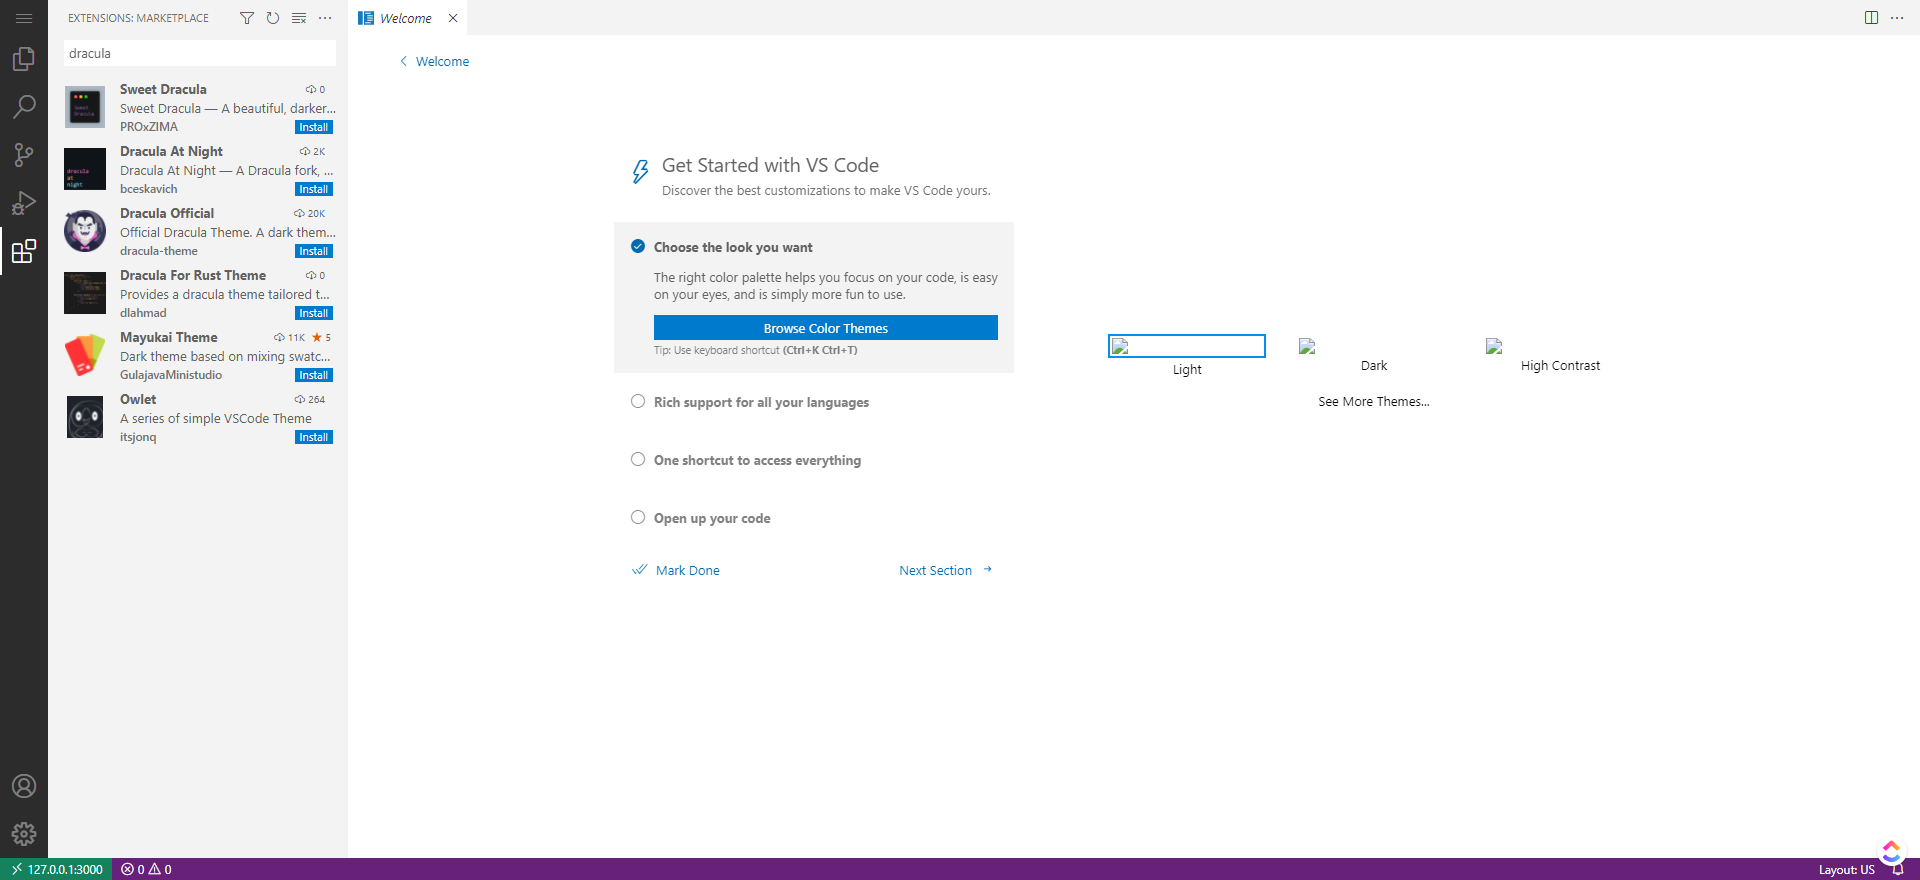 EXTENSIONS: MARKETPLACE
dracula
Sweet Dracula 0
Sweet Dracula — A beautiful, darker...
PROxZIMA Install
Dracula At Night 2K
Dracula At Night — A Dracula fork, ...
bceskavich Install
Dracula Official 20K
Official Dracula Theme. A dark them...
dracula-theme Install
Dracula For Rust Theme 0
Provides a dracula theme tailored t...
dlahmad Install
Mayukai Theme 11K ★ 5
Dark theme based on mixing swatc...
GulajavaMinistudio Install
Owlet 264
A series of simple VSCode Theme
itsjonq Install
Welcome
Welcome
Get Started with VS Code
Discover the best customizations to make VS Code yours.
Choose the look you want
The right color palette helps you focus on your code, is easy
on your eyes, and is simply more fun to use.
Browse Color Themes
Tip: Use keyboard shortcut (Ctrl+K Ctrl+T)
Rich support for all your languages
One shortcut to access everything
Open up your code
Mark Done
Next Section
Light
Dark
High Contrast
See More Themes...
127.0.0.1:3000
0 0
Layout: US